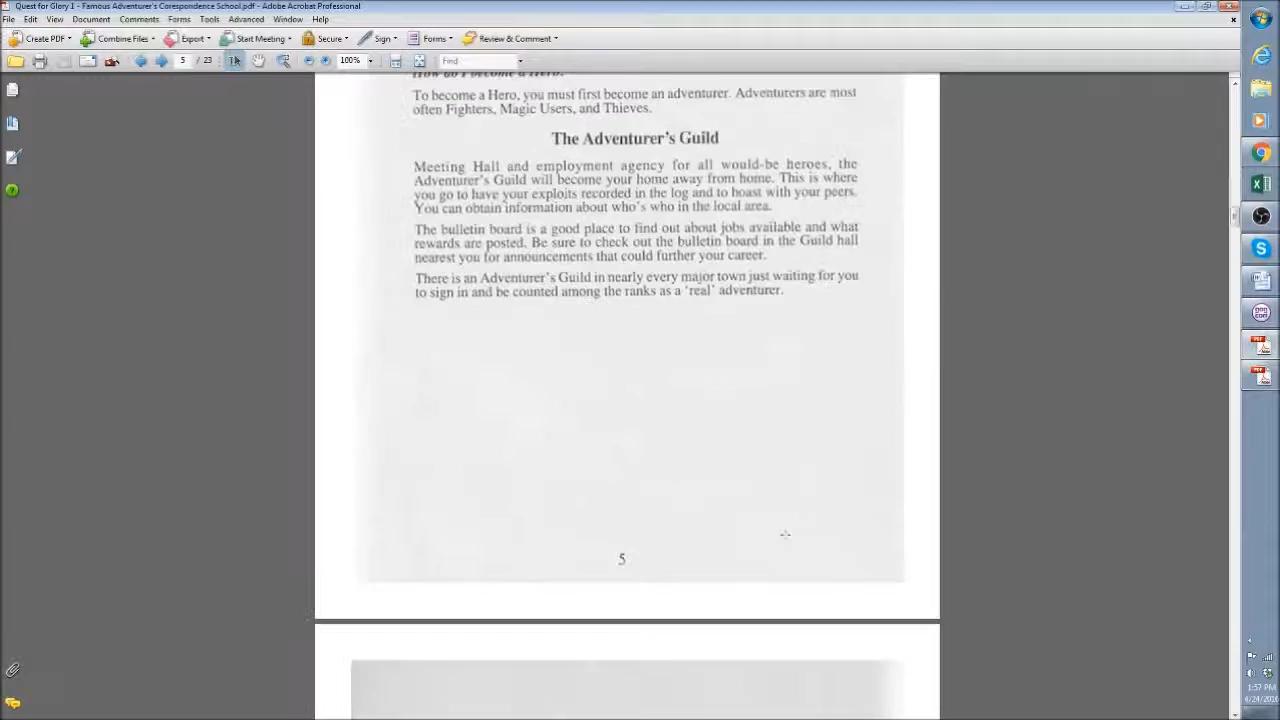 Quest for Glory I - Famous Adventurer's Corespondence School.pdf - Adobe Acrobat Professional
File Edit View Document Comments Forms Tools Advanced Window Help
Create PDF Combine Files Export Start Meeting Secure Sign Forms Review & Comment
5 / 23 100% Find
How do I become a Hero?
To become a Hero, you must first become an adventurer. Adventurers are most
often Fighters, Magic Users, and Thieves.
The Adventurer's Guild
Meeting Hall and employment agency for all would-be heroes, the
Adventurer's Guild will become your home away from home. This is where
you go to have your exploits recorded in the log and to boast with your peers.
You can obtain information about who's who in the local area.
The bulletin board is a good place to find out about jobs available and what
rewards are posted. Be sure to check out the bulletin board in the Guild hall
nearest you for announcements that could further your career.
There is an Adventurer's Guild in nearly every major town just waiting for you
to sign in and be counted among the ranks as a 'real' adventurer.
5
1:57 PM